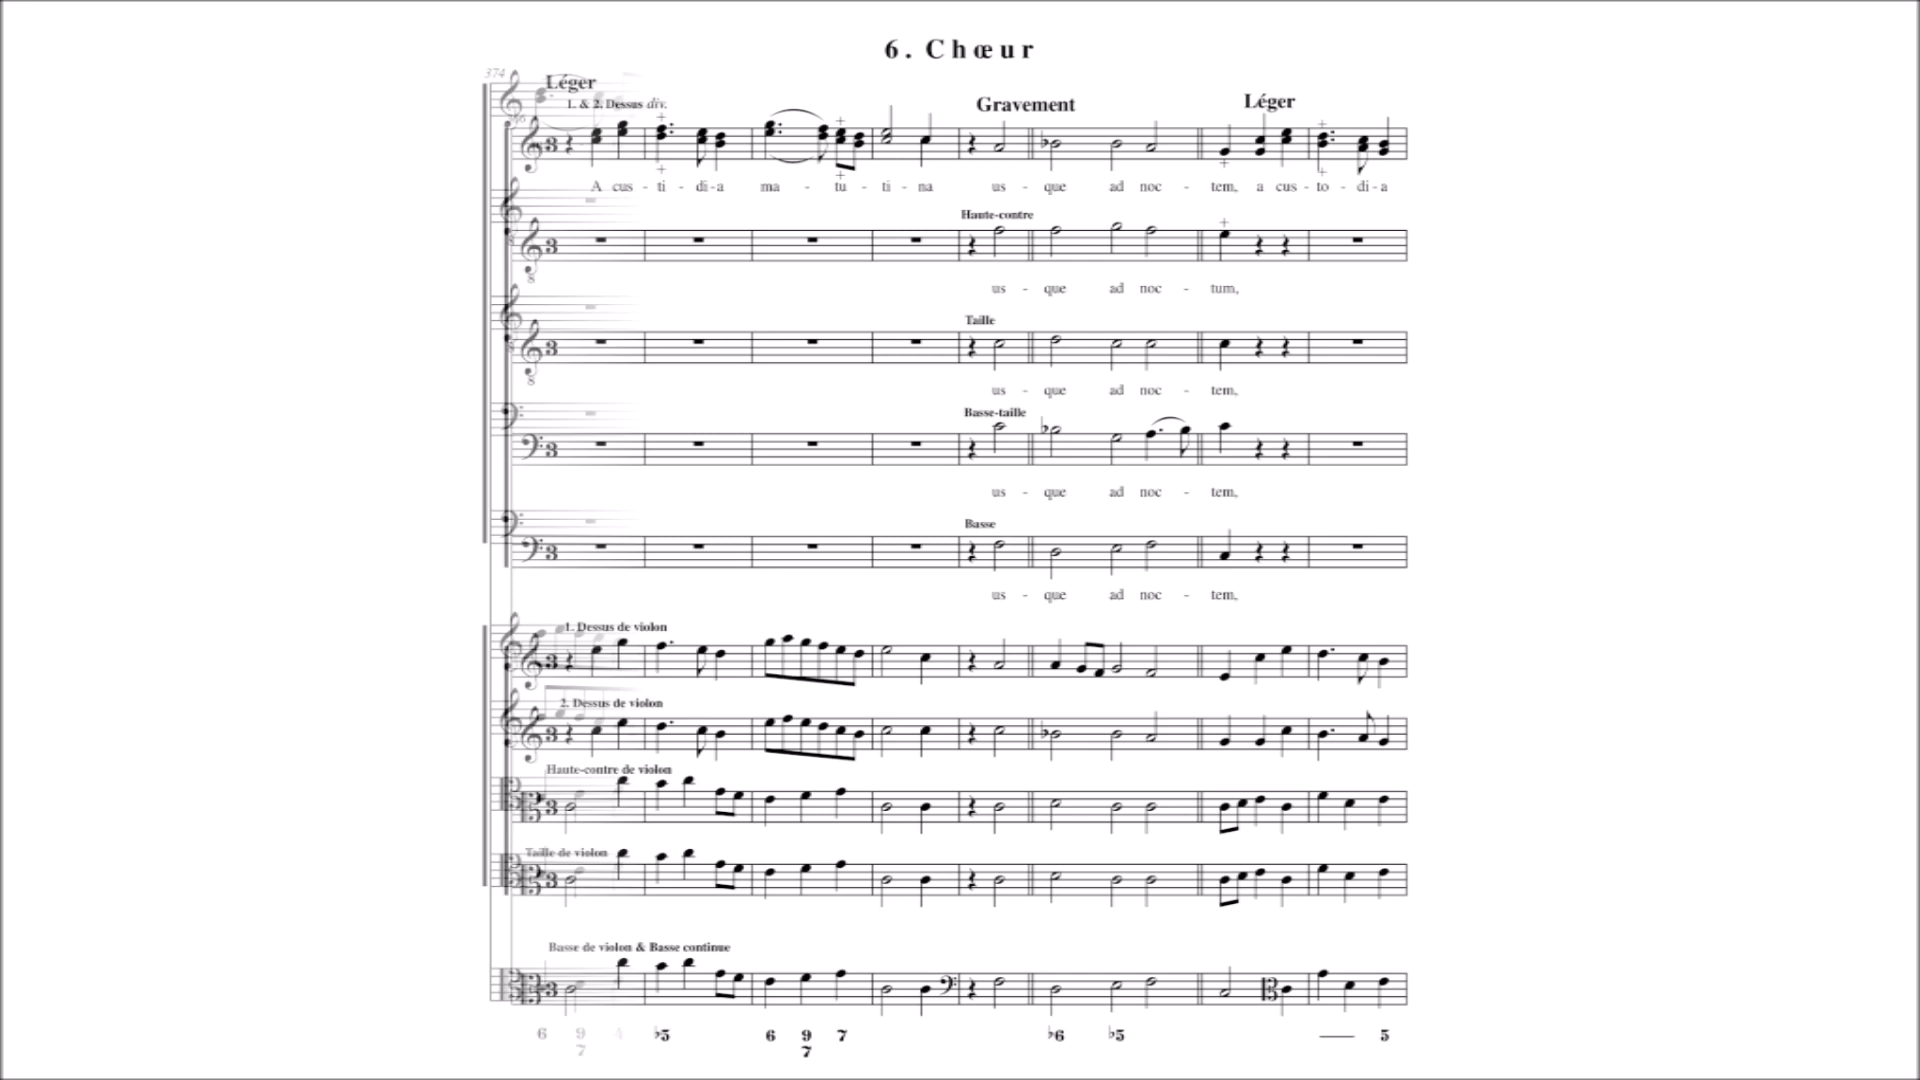 6. Chœur
374
Léger
1. & 2. Dessus div.
Gravement
Léger
A cus - ti - di - a ma - tu - ti - na us - que ad noc - tem, a cus - to - di - a
Haute-contre
us - que ad noc - tum,
Taille
us - que ad noc - tem,
Basse-taille
us - que ad noc - tem,
Basse
us - que ad noc - tem,
1. Dessus de violon
2. Dessus de violon
Haute-contre de violon
Taille de violon
Basse de violon & Basse continue
6 9 4 ♭5 6 9 7 ♭6 ♭5 5
7 7